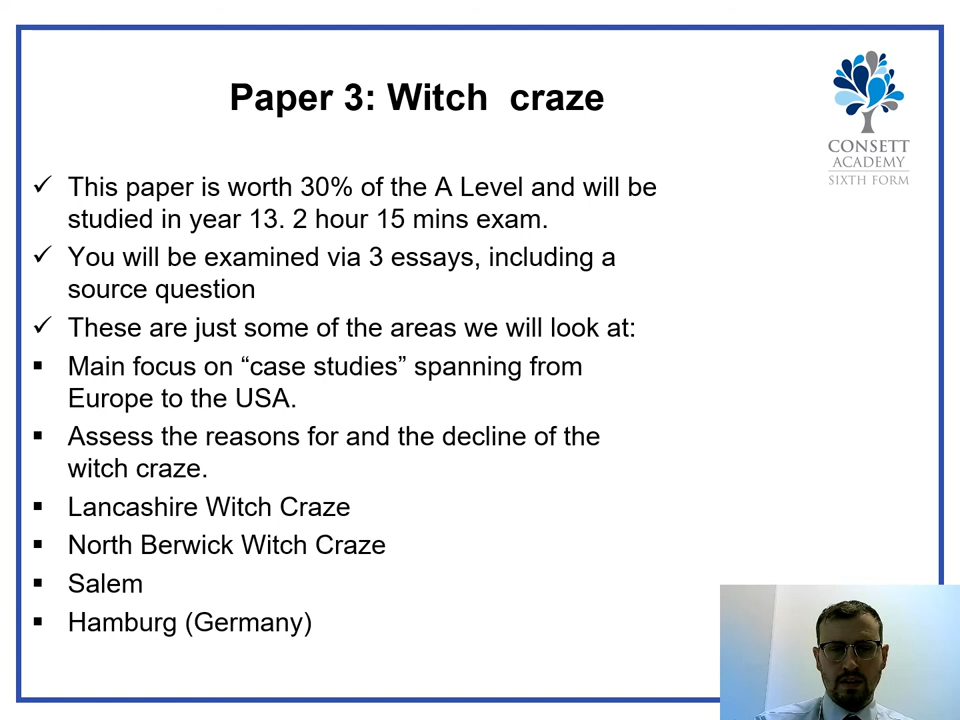 Paper 3: Witch craze
CONSETT
ACADEMY
SIXTH FORM
✓ This paper is worth 30% of the A Level and will be
studied in year 13. 2 hour 15 mins exam.
✓ You will be examined via 3 essays, including a
source question
✓ These are just some of the areas we will look at:
▪ Main focus on “case studies” spanning from
Europe to the USA.
▪ Assess the reasons for and the decline of the
witch craze.
▪ Lancashire Witch Craze
▪ North Berwick Witch Craze
▪ Salem
▪ Hamburg (Germany)